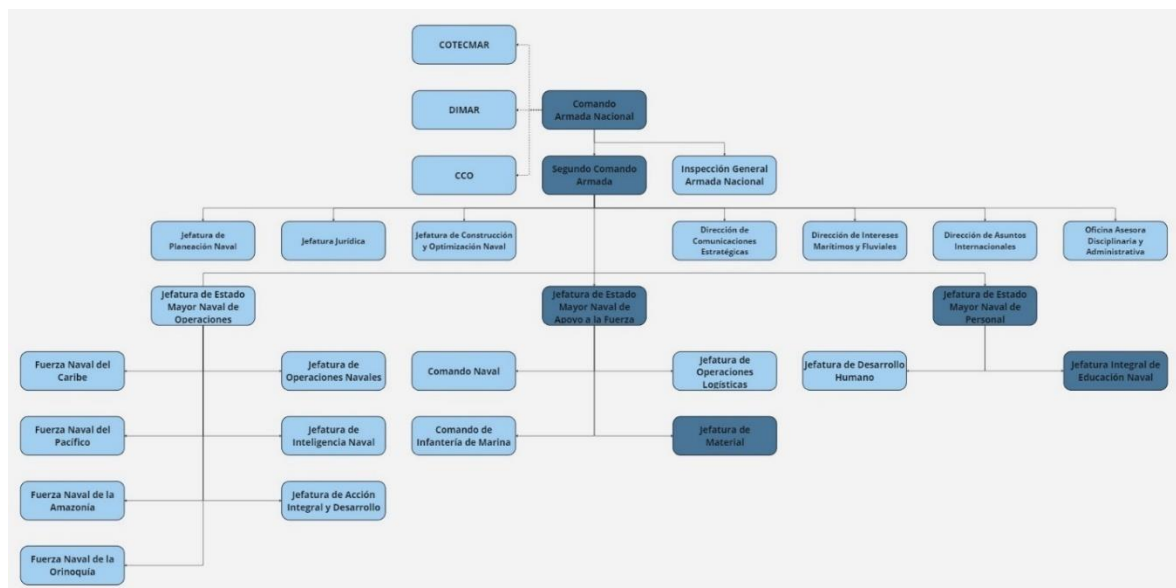 COTECMAR
DIMAR
Comando
Armada Nacional
CCO
Segundo Comando
Armada
Inspección General
Armada Nacional
Jefatura de
Planeación Naval
Jefatura Jurídica
Jefatura de Construcción
y Optimización Naval
Dirección de
Comunicaciones
Estratégicas
Dirección de Intereses
Marítimos y Fluviales
Dirección de Asuntos
Internacionales
Oficina Asesora
Disciplinaria y
Administrativa
Jefatura de Estado
Mayor Naval de
Operaciones
Jefatura de Estado
Mayor Naval de
Apoyo a la Fuerza
Jefatura de Estado
Mayor Naval de
Personal
Fuerza Naval del
Caribe
Jefatura de
Operaciones Navales
Comando Naval
Jefatura de
Operaciones
Logísticas
Jefatura de Desarrollo
Humano
Jefatura Integral de
Educación Naval
Fuerza Naval del
Pacífico
Jefatura de
Inteligencia Naval
Comando de
Infantería de Marina
Jefatura de
Material
Fuerza Naval de la
Amazonía
Jefatura de Acción
Integral y Desarrollo
Fuerza Naval de la
Orinoquía